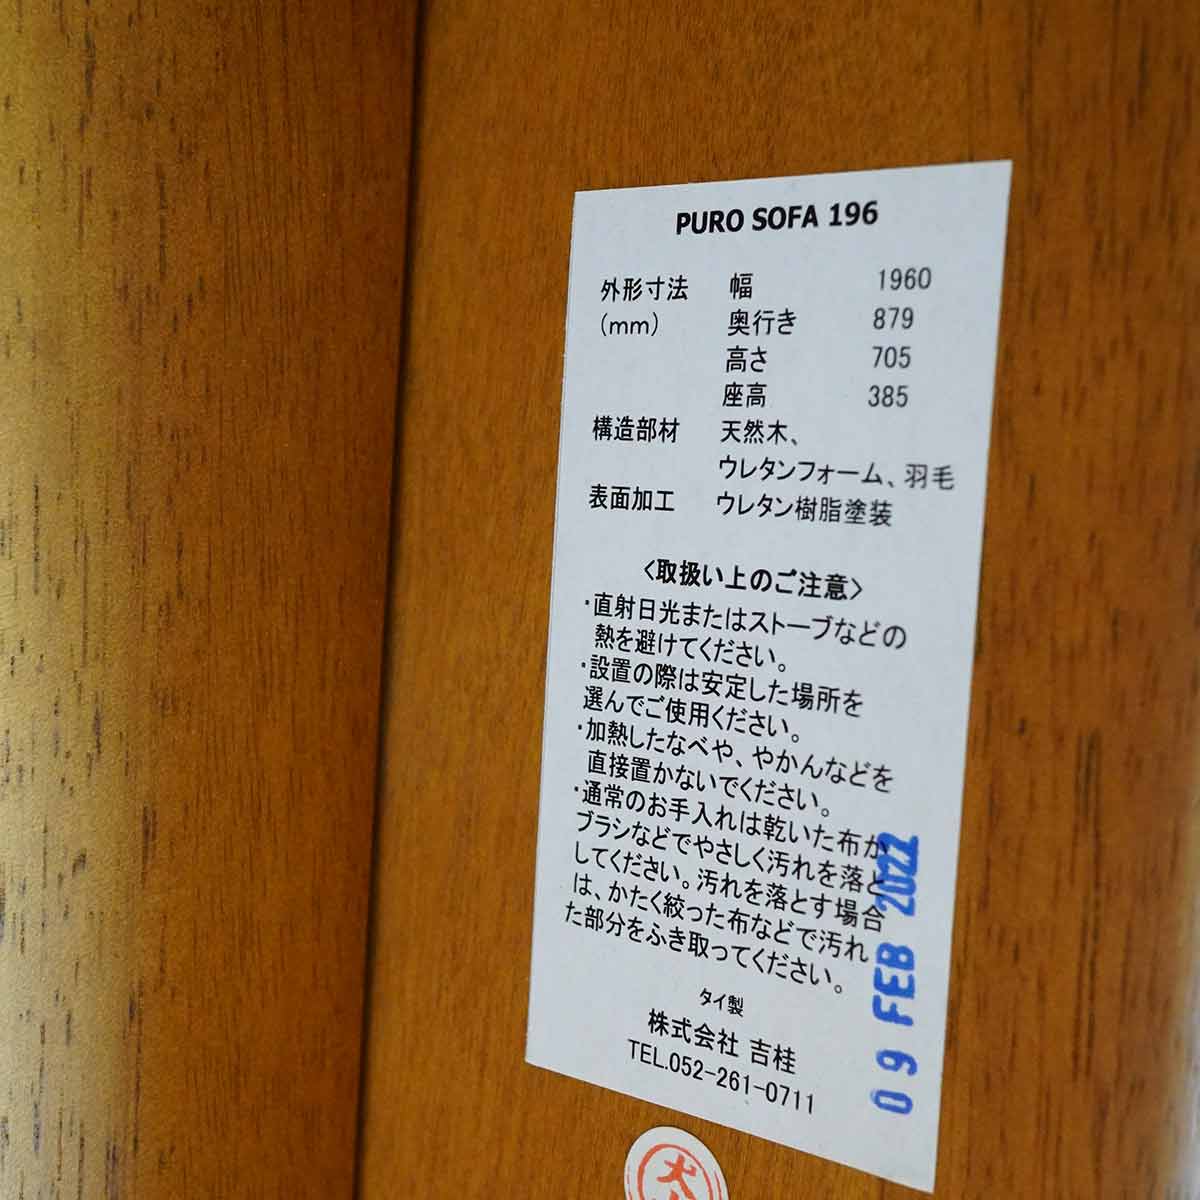 PURO SOFA 196
外形寸法 幅 1960
(mm) 奥行き 879
高さ 705
座高 385
構造部材 天然木、
ウレタンフォーム、羽毛
表面加工 ウレタン樹脂塗装
<取扱い上のご注意>
・直射日光またはストーブなどの
熱を避けてください。
・設置の際は安定した場所を
選んでご使用ください。
・加熱したなべや、やかんなどを
直接置かないでください。
・通常のお手入れは乾いた布か
ブラシなどでやさしく汚れを落と
してください。汚れを落とす場合
は、かたく絞った布などで汚れ
た部分をふき取ってください。
タイ製
株式会社 吉桂
TEL.052-261-0711
09 FEB 2022